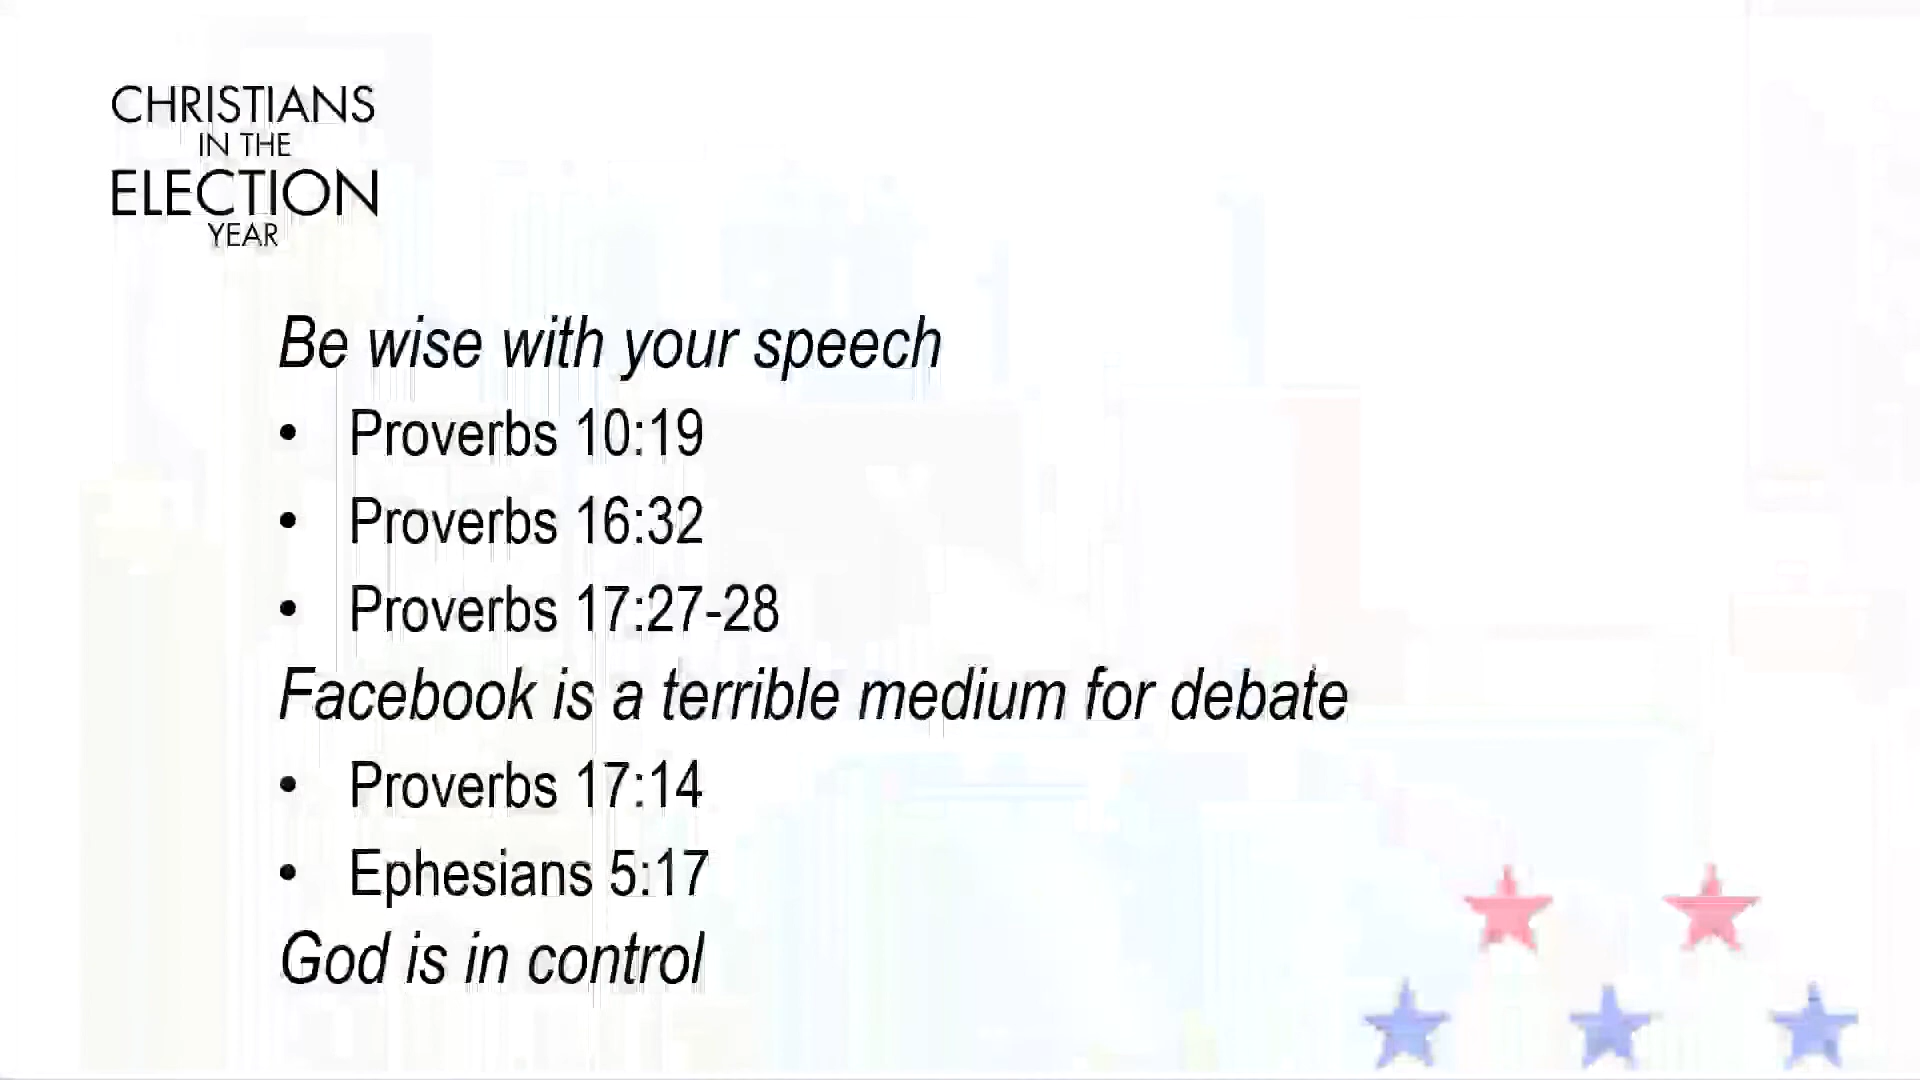 CHRISTIANS
IN THE
ELECTION
YEAR
Be wise with your speech
• Proverbs 10:19
• Proverbs 16:32
• Proverbs 17:27-28
Facebook is a terrible medium for debate
• Proverbs 17:14
• Ephesians 5:17
God is in control